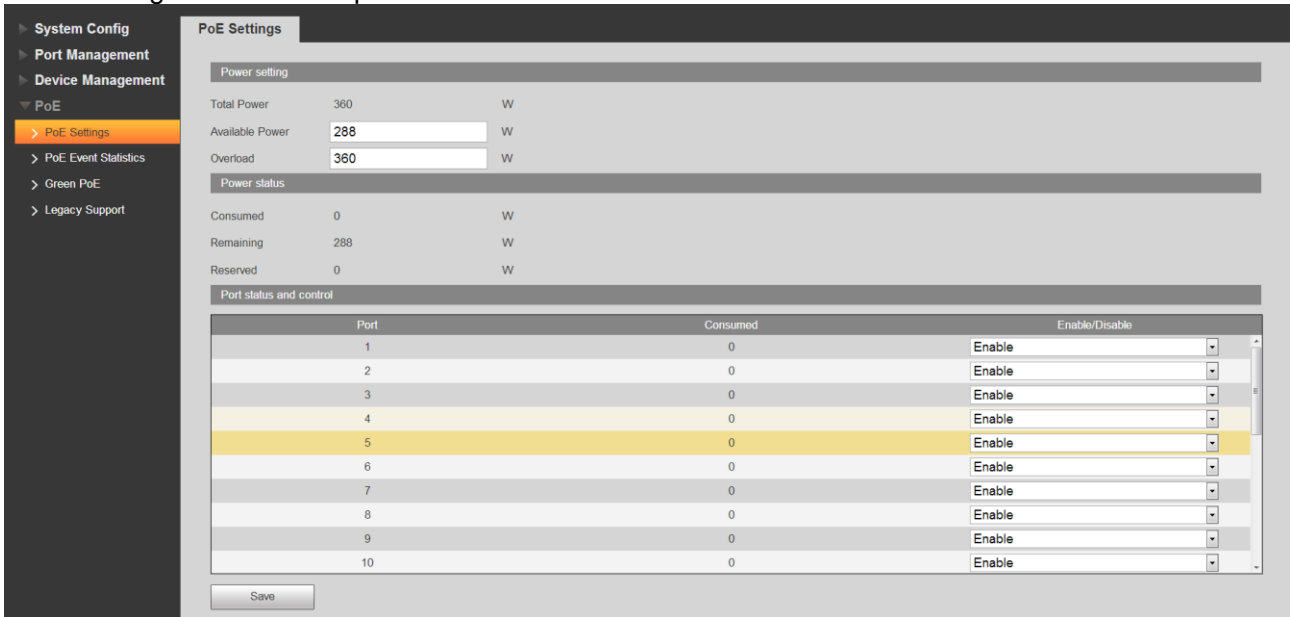 System Config
PoE Settings
Port Management
Device Management
PoE
PoE Settings
PoE Event Statistics
Green PoE
Legacy Support
Power setting
Total Power 360 W
Available Power 288 W
Overload 360 W
Power status
Consumed 0 W
Remaining 288 W
Reserved 0 W
Port status and control
Port Consumed Enable/Disable
1 0 Enable
2 0 Enable
3 0 Enable
4 0 Enable
5 0 Enable
6 0 Enable
7 0 Enable
8 0 Enable
9 0 Enable
10 0 Enable
Save